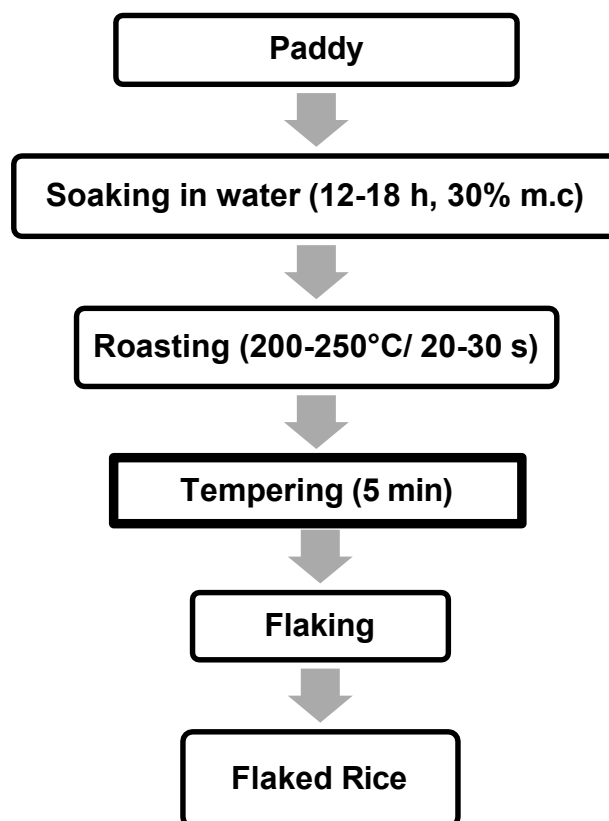 Paddy
Soaking in water (12-18 h, 30% m.c)
Roasting (200-250°C/ 20-30 s)
Tempering (5 min)
Flaking
Flaked Rice